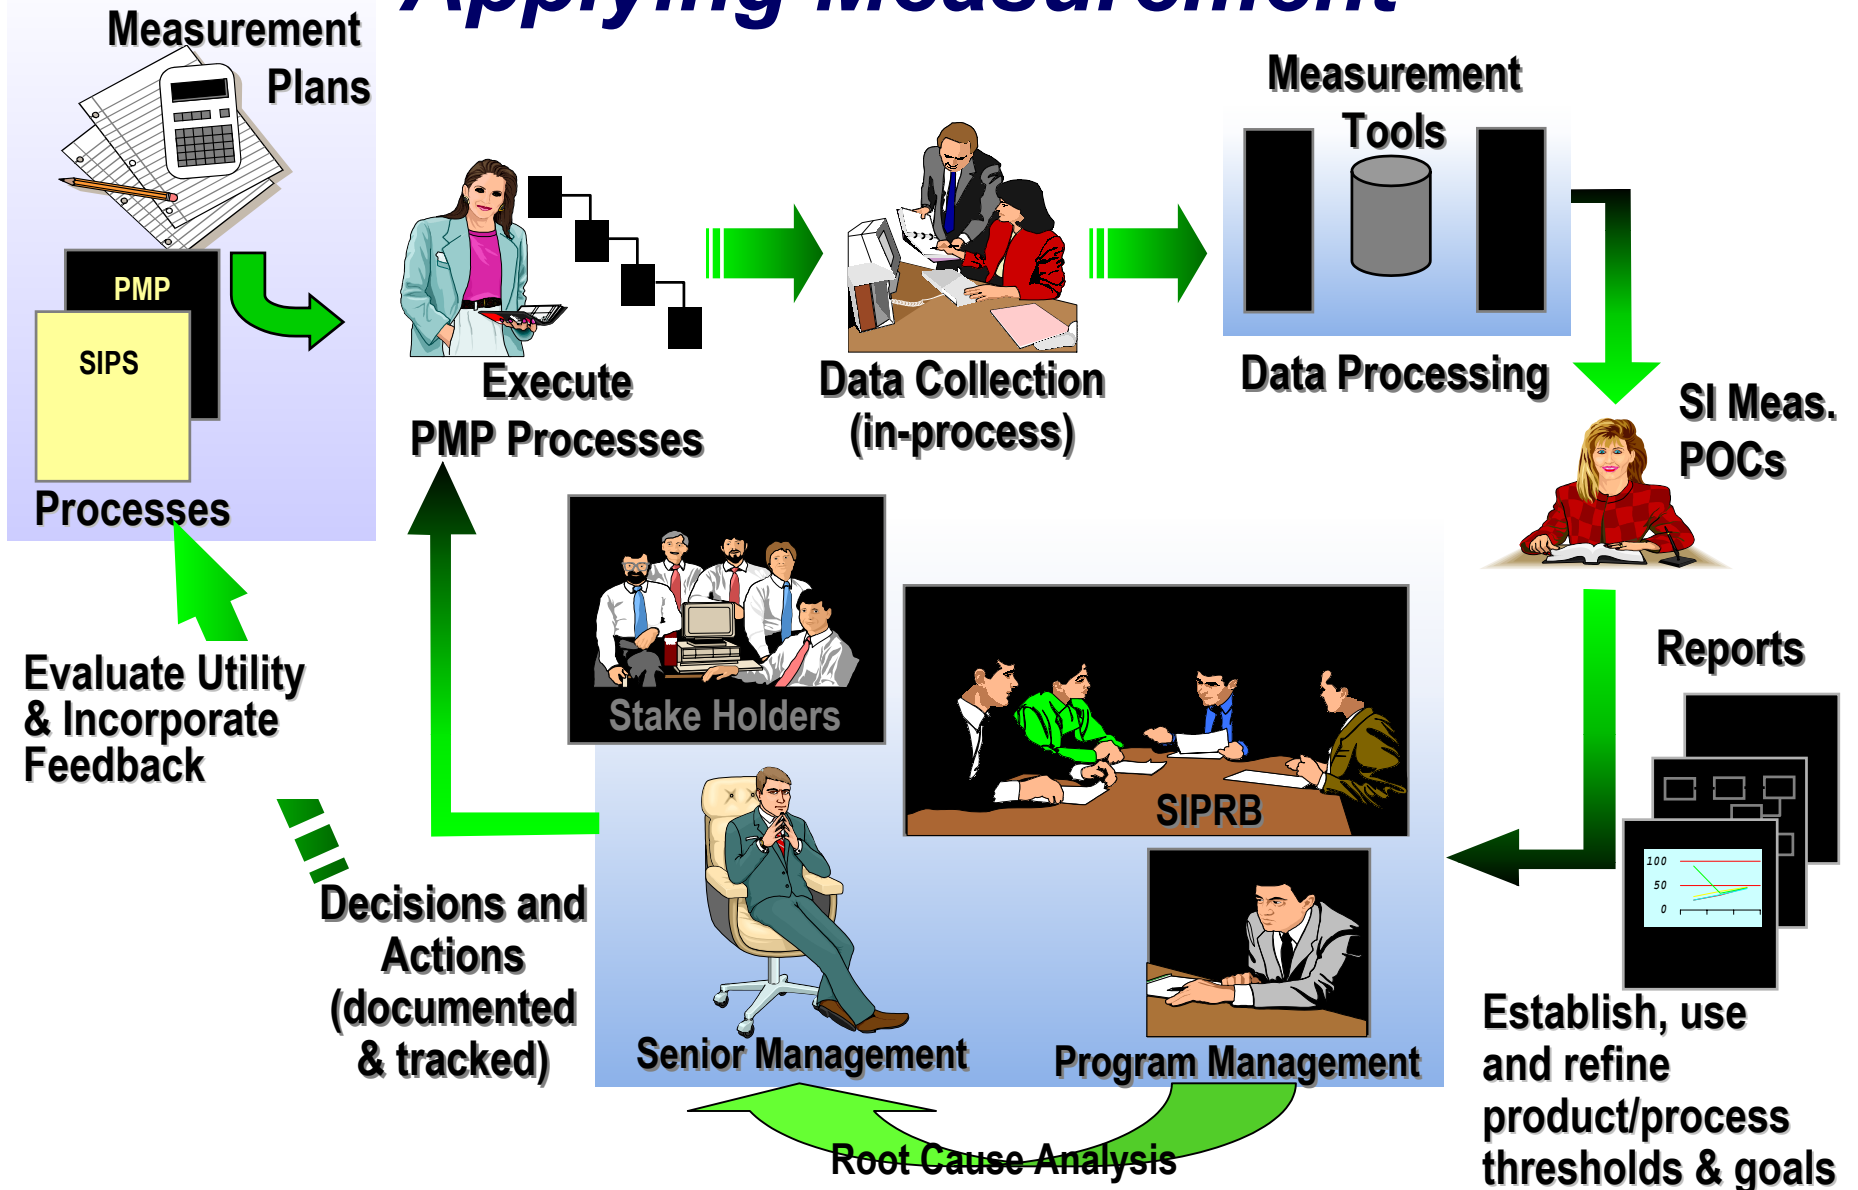 Applying Measurement
Measurement
Plans
PMP
SIPS
Processes
Execute
PMP Processes
Data Collection
(in-process)
Measurement
Tools
Data Processing
SI Meas.
POCs
Reports
100
50
0
Establish, use
and refine
product/process
thresholds & goals
Stake Holders
SIPRB
Senior Management
Program Management
Root Cause Analysis
Decisions and
Actions
(documented
& tracked)
Evaluate Utility
& Incorporate
Feedback